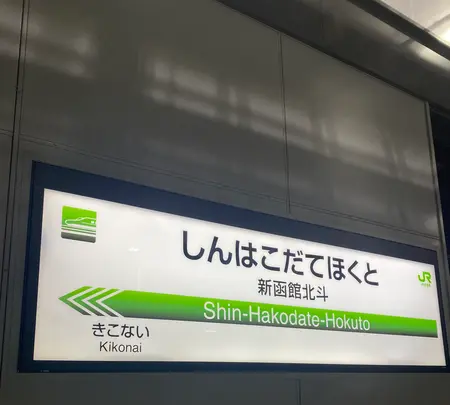 しんはこだてほくと
新函館北斗
JR
Shin-Hakodate-Hokuto
きこない
Kikonai